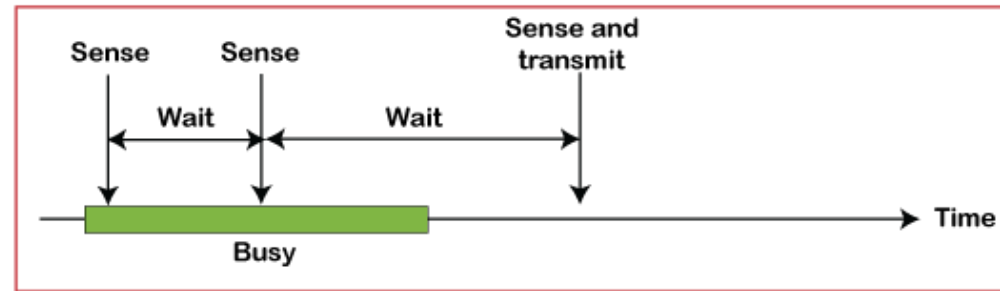 Sense
Sense
Sense and
transmit
Wait
Wait
Time
Busy